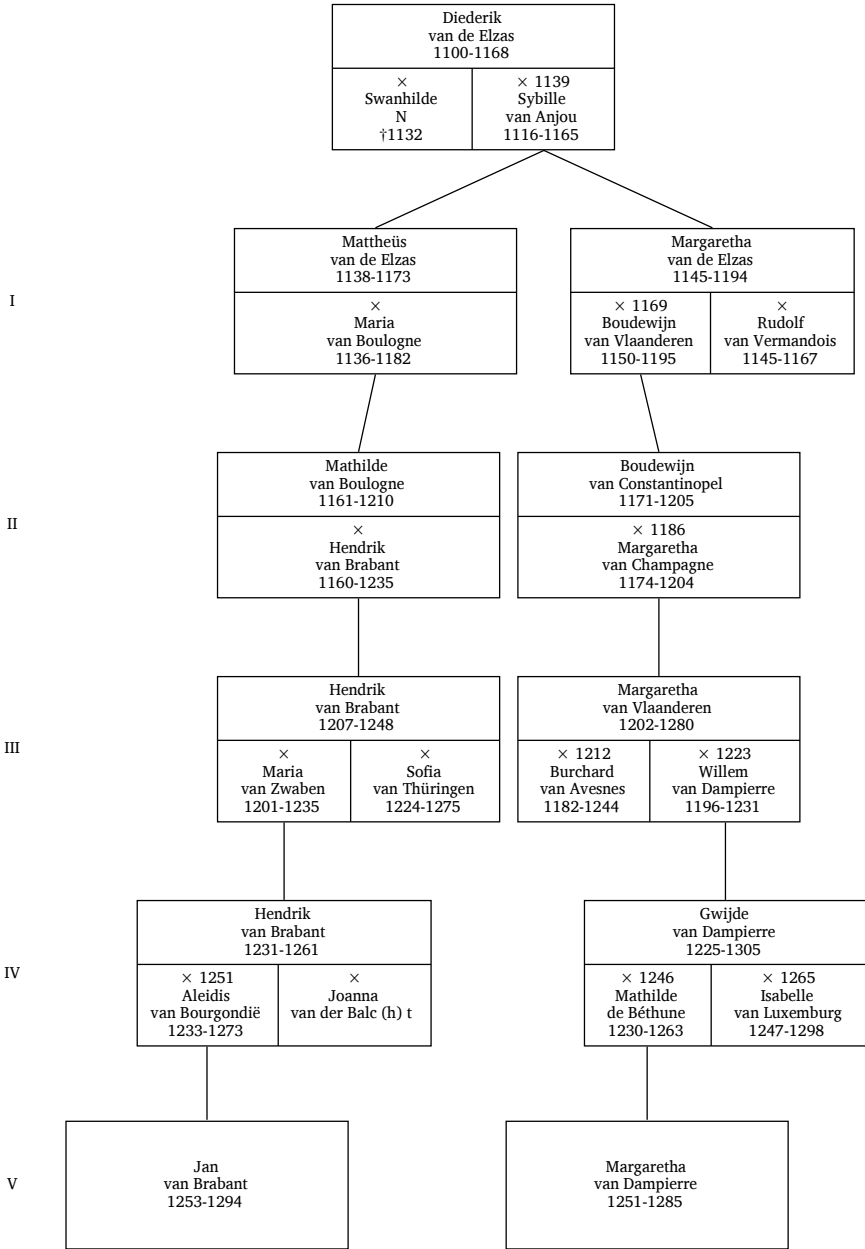 Diederik
van de Elzas
1100-1168
×
Swanhilde
N
†1132
× 1139
Sybille
van Anjou
1116-1165
I
Mattheüs
van de Elzas
1138-1173
×
Maria
van Boulogne
1136-1182
Margaretha
van de Elzas
1145-1194
× 1169
Boudewijn
van Vlaanderen
1150-1195
×
Rudolf
van Vermandois
1145-1167
II
Mathilde
van Boulogne
1161-1210
×
Hendrik
van Brabant
1160-1235
Boudewijn
van Constantinopel
1171-1205
× 1186
Margaretha
van Champagne
1174-1204
III
Hendrik
van Brabant
1207-1248
×
Maria
van Zwaben
1201-1235
×
Sofia
van Thüringen
1224-1275
Margaretha
van Vlaanderen
1202-1280
× 1212
Burchard
van Avesnes
1182-1244
× 1223
Willem
van Dampierre
1196-1231
IV
Hendrik
van Brabant
1231-1261
× 1251
Aleidis
van Bourgondië
1233-1273
×
Joanna
van der Balc (h) t
Gwijde
van Dampierre
1225-1305
× 1246
Mathilde
de Béthune
1230-1263
× 1265
Isabelle
van Luxemburg
1247-1298
V
Jan
van Brabant
1253-1294
Margaretha
van Dampierre
1251-1285